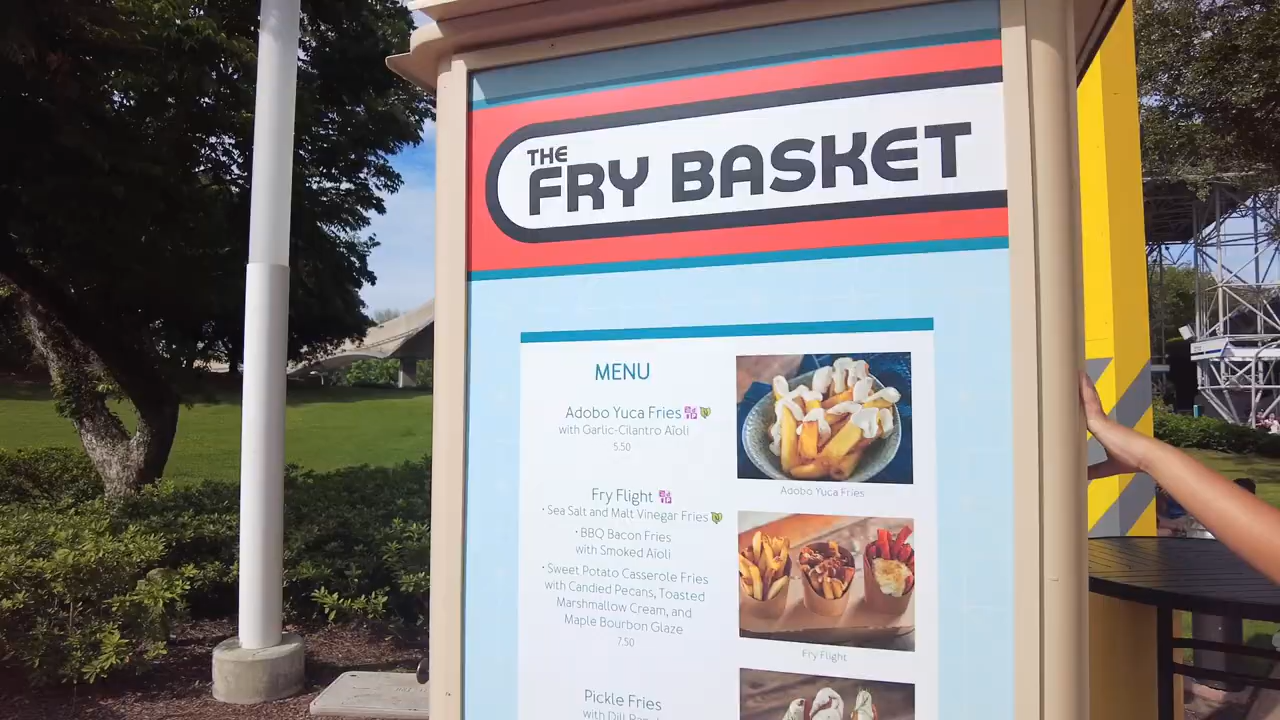 THE
FRY BASKET
MENU
Adobo Yuca Fries
with Garlic-Cilantro Aïoli
5.50
Adobo Yuca Fries
Fry Flight
· Sea Salt and Malt Vinegar Fries
· BBQ Bacon Fries
with Smoked Aïoli
· Sweet Potato Casserole Fries
with Candied Pecans, Toasted
Marshmallow Cream, and
Maple Bourbon Glaze
7.50
Fry Flight
Pickle Fries
with Dill